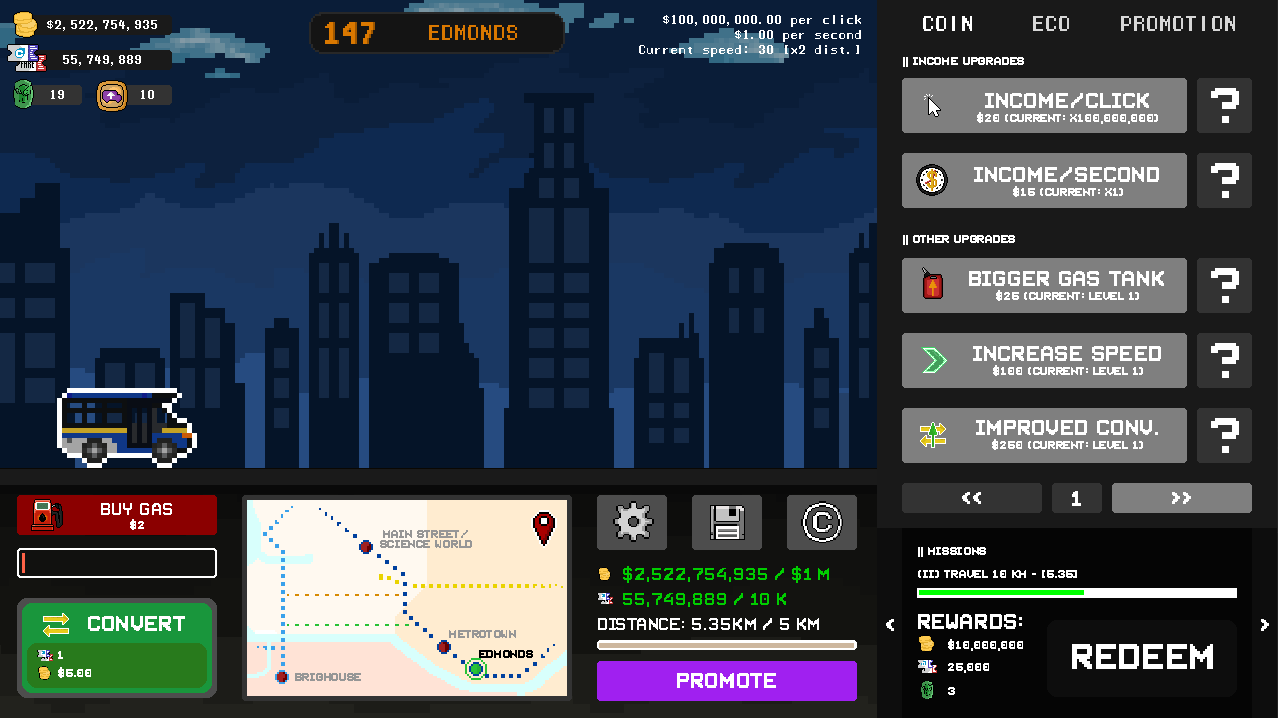 $2,522,754,935
55,749,889
19 10
147 EDMONDS
$100,000,000.00 per click
$1.00 per second
Current speed: 30 [x2 dist.]
COIN ECO PROMOTION
|| INCOME UPGRADES
INCOME/CLICK
$20 (CURRENT: X100,000,000)
?
INCOME/SECOND
$15 (CURRENT: X1)
?
|| OTHER UPGRADES
BIGGER GAS TANK
$25 (CURRENT: LEVEL 1)
?
INCREASE SPEED
$100 (CURRENT: LEVEL 1)
?
IMPROVED CONV.
$250 (CURRENT: LEVEL 1)
?
<< 1 >>
BUY GAS
$2
CONVERT
1
$5.00
MAIN STREET/
SCIENCE WORLD
METROTOWN
EDMONDS
BRIGHOUSE
$2,522,754,935 / $1 M
55,749,889 / 10 K
DISTANCE: 5.35KM / 5 KM
PROMOTE
|| MISSIONS
(II) TRAVEL 10 KM - (5.35)
REWARDS:
$10,000,000
25,000
3
REDEEM
< >